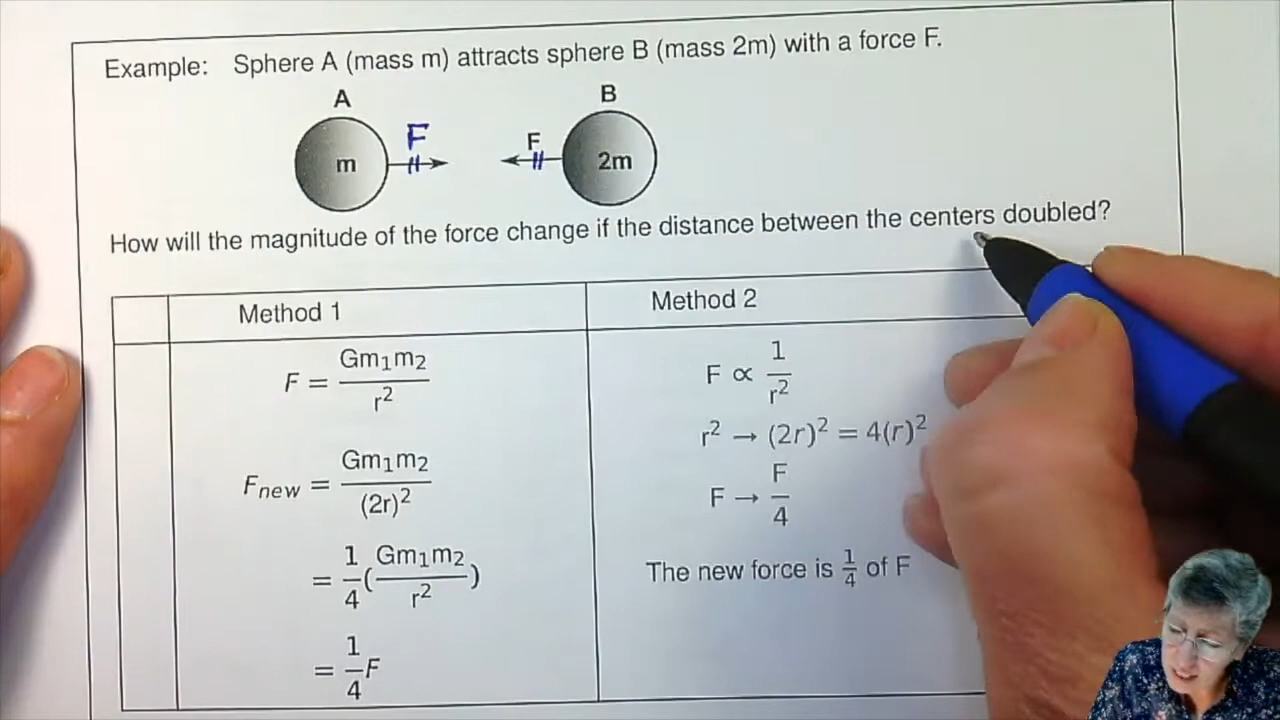 Example: Sphere A (mass m) attracts sphere B (mass 2m) with a force F.
A
B
F
F
m
2m
How will the magnitude of the force change if the distance between the centers doubled?
Method 1
Method 2
F = Gm₁m₂ / r²
F ∝ 1 / r²
r² → (2r)² = 4(r)²
F_new = Gm₁m₂ / (2r)²
F → F / 4
= 1/4 (Gm₁m₂ / r²)
The new force is 1/4 of F
= 1/4 F